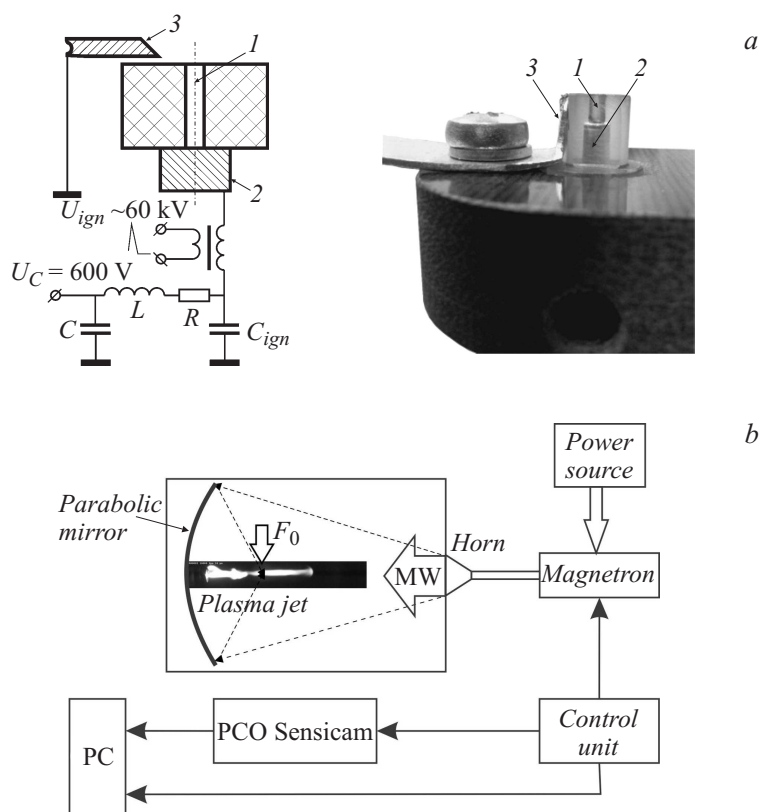 a
3
1
2
U_ign ~60 kV
U_C = 600 V
L
R
C
C_ign
1
2
3
b
Power
source
Parabolic
mirror
F_0
Horn
MW
Magnetron
Plasma jet
PC
PCO Sensicam
Control
unit